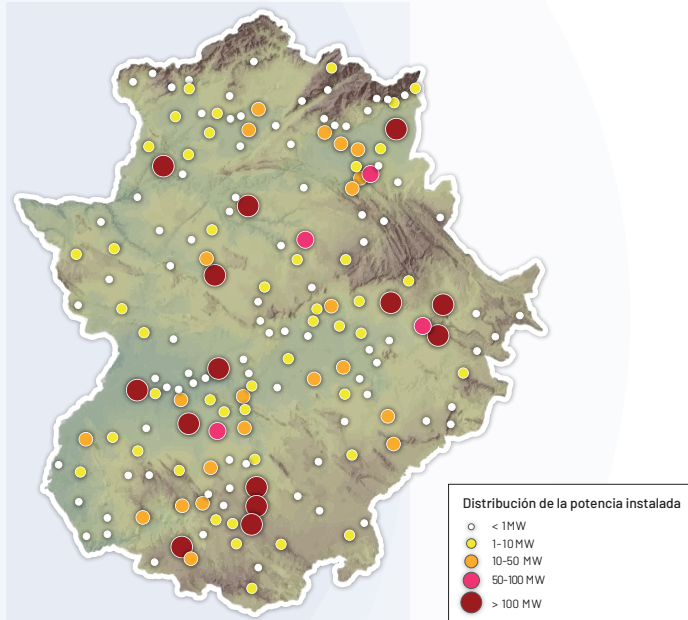 Distribución de la potencia instalada
< 1 MW
1-10 MW
10-50 MW
50-100 MW
> 100 MW